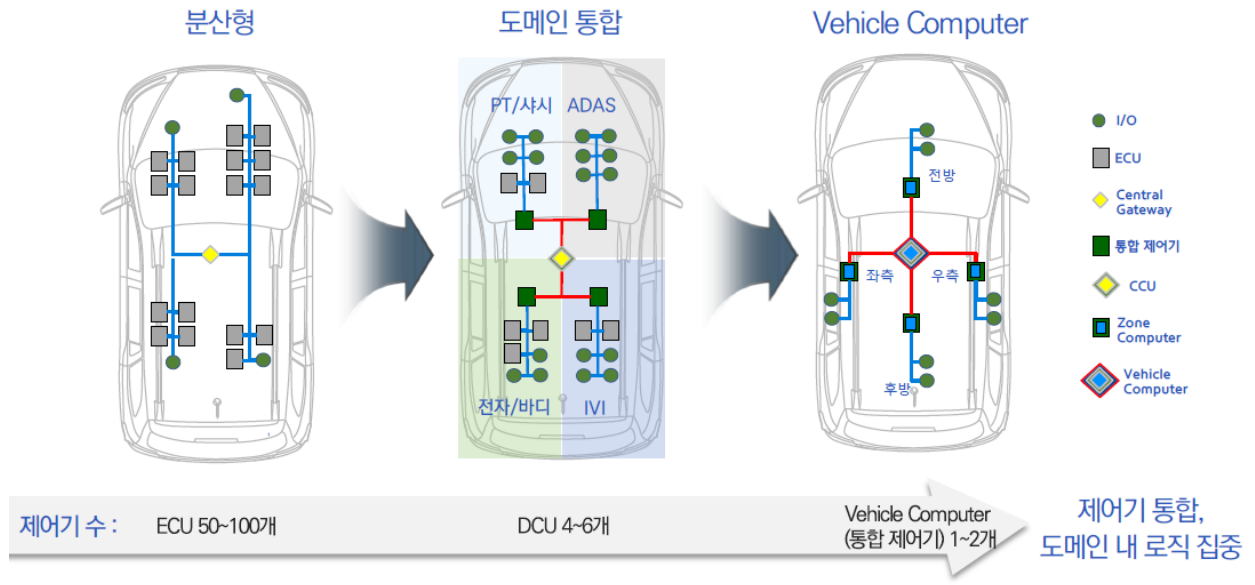 분산형
도메인 통합
Vehicle Computer
PT/샤시
ADAS
전자/바디
IVI
전방
좌측
우측
후방
I/O
ECU
Central
Gateway
통합 제어기
CCU
Zone
Computer
Vehicle
Computer
제어기 수 :
ECU 50~100개
DCU 4~6개
Vehicle Computer
(통합 제어기) 1~2개
제어기 통합,
도메인 내 로직 집중